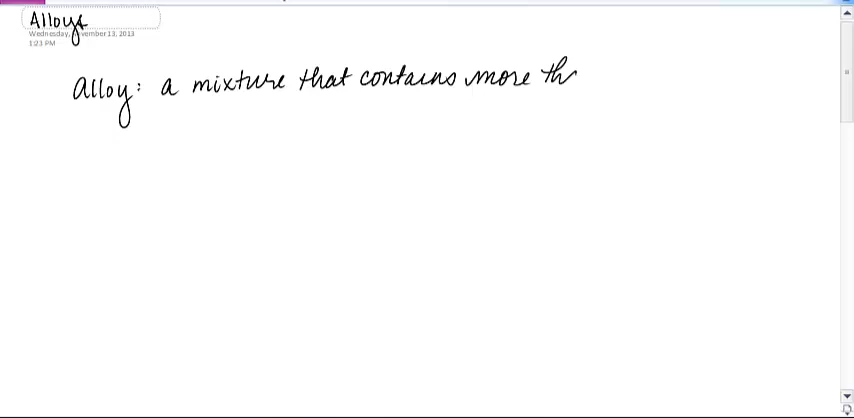 Alloys
Wednesday, November 13, 2013
1:23 PM
Alloy: a mixture that contains more th